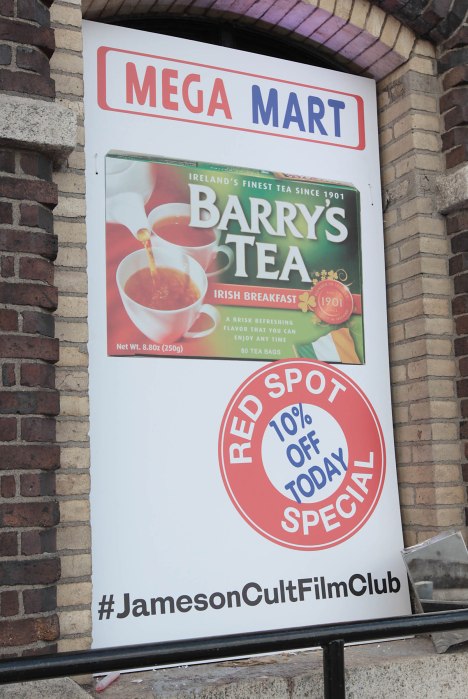 MEGA MART
IRELAND'S FINEST TEA SINCE 1901
BARRY'S
TEA
IRISH BREAKFAST
1901
A BRISK REFRESHING
FLAVOR THAT YOU CAN
ENJOY ANY TIME
NET WT. 8.80z (250g)
80 TEA BAGS
RED SPOT
10%
OFF
TODAY
SPECIAL
#JamesonCultFilmClub